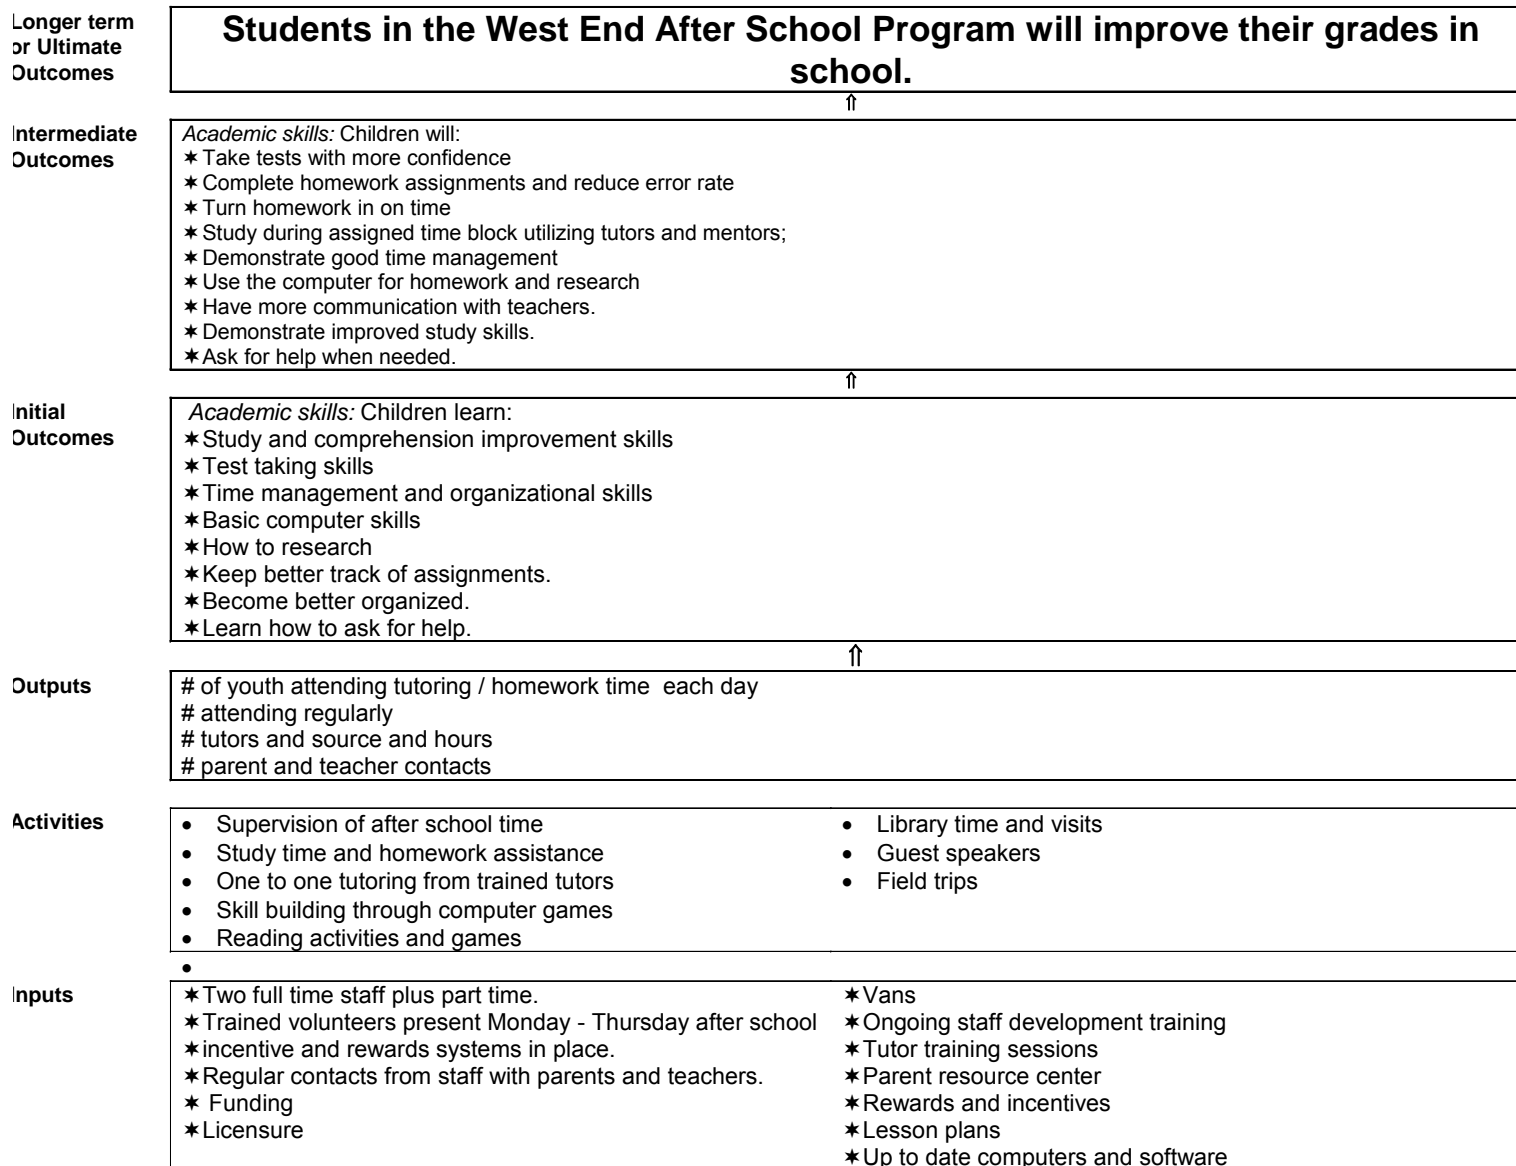 Longer term
or Ultimate
Outcomes
Students in the West End After School Program will improve their grades in
school.
⇑
Intermediate
Outcomes
Academic skills: Children will:
✶Take tests with more confidence
✶Complete homework assignments and reduce error rate
✶Turn homework in on time
✶Study during assigned time block utilizing tutors and mentors;
✶Demonstrate good time management
✶Use the computer for homework and research
✶Have more communication with teachers.
✶Demonstrate improved study skills.
✶Ask for help when needed.
⇑
Initial
Outcomes
Academic skills: Children learn:
✶Study and comprehension improvement skills
✶Test taking skills
✶Time management and organizational skills
✶Basic computer skills
✶How to research
✶Keep better track of assignments.
✶Become better organized.
✶Learn how to ask for help.
⇑
Outputs
# of youth attending tutoring / homework time each day
# attending regularly
# tutors and source and hours
# parent and teacher contacts
Activities
• Supervision of after school time
• Study time and homework assistance
• One to one tutoring from trained tutors
• Skill building through computer games
• Reading activities and games
• Library time and visits
• Guest speakers
• Field trips
•
Inputs
✶Two full time staff plus part time.
✶Trained volunteers present Monday - Thursday after school
✶incentive and rewards systems in place.
✶Regular contacts from staff with parents and teachers.
✶ Funding
✶Licensure
✶Vans
✶Ongoing staff development training
✶Tutor training sessions
✶Parent resource center
✶Rewards and incentives
✶Lesson plans
✶Up to date computers and software